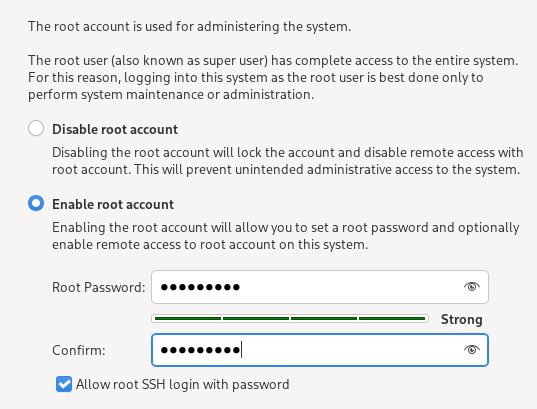 The root account is used for administering the system.
The root user (also known as super user) has complete access to the entire system.
For this reason, logging into this system as the root user is best done only to
perform system maintenance or administration.
Disable root account
Disabling the root account will lock the account and disable remote access with
root account. This will prevent unintended administrative access to the system.
Enable root account
Enabling the root account will allow you to set a root password and optionally
enable remote access to root account on this system.
Root Password: ●●●●●●●●●
Strong
Confirm: ●●●●●●●●●
Allow root SSH login with password